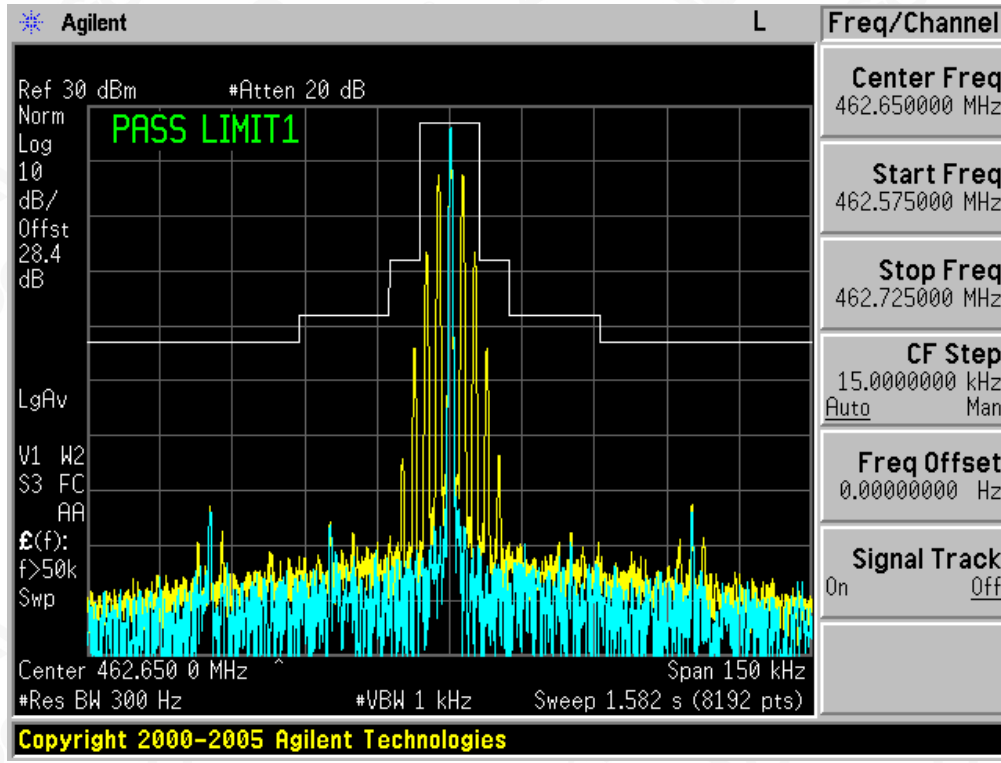 Agilent
L
Freq/Channel
Ref 30 dBm #Atten 20 dB
Norm
Log
10
dB/
Offst
28.4
dB
PASS LIMIT1
LgAv
V1 W2
S3 FC
AA
£(f):
f>50k
Swp
Center 462.650 0 MHz ^ Span 150 kHz
#Res BW 300 Hz #VBW 1 kHz Sweep 1.582 s (8192 pts)
Copyright 2000-2005 Agilent Technologies
Center Freq
462.650000 MHz
Start Freq
462.575000 MHz
Stop Freq
462.725000 MHz
CF Step
15.0000000 kHz
Auto Man
Freq Offset
0.00000000 Hz
Signal Track
On Off